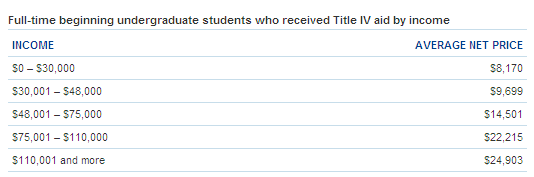 Full-time beginning undergraduate students who received Title IV aid by income
INCOME AVERAGE NET PRICE
$0 – $30,000 $8,170
$30,001 – $48,000 $9,699
$48,001 – $75,000 $14,501
$75,001 – $110,000 $22,215
$110,001 and more $24,903